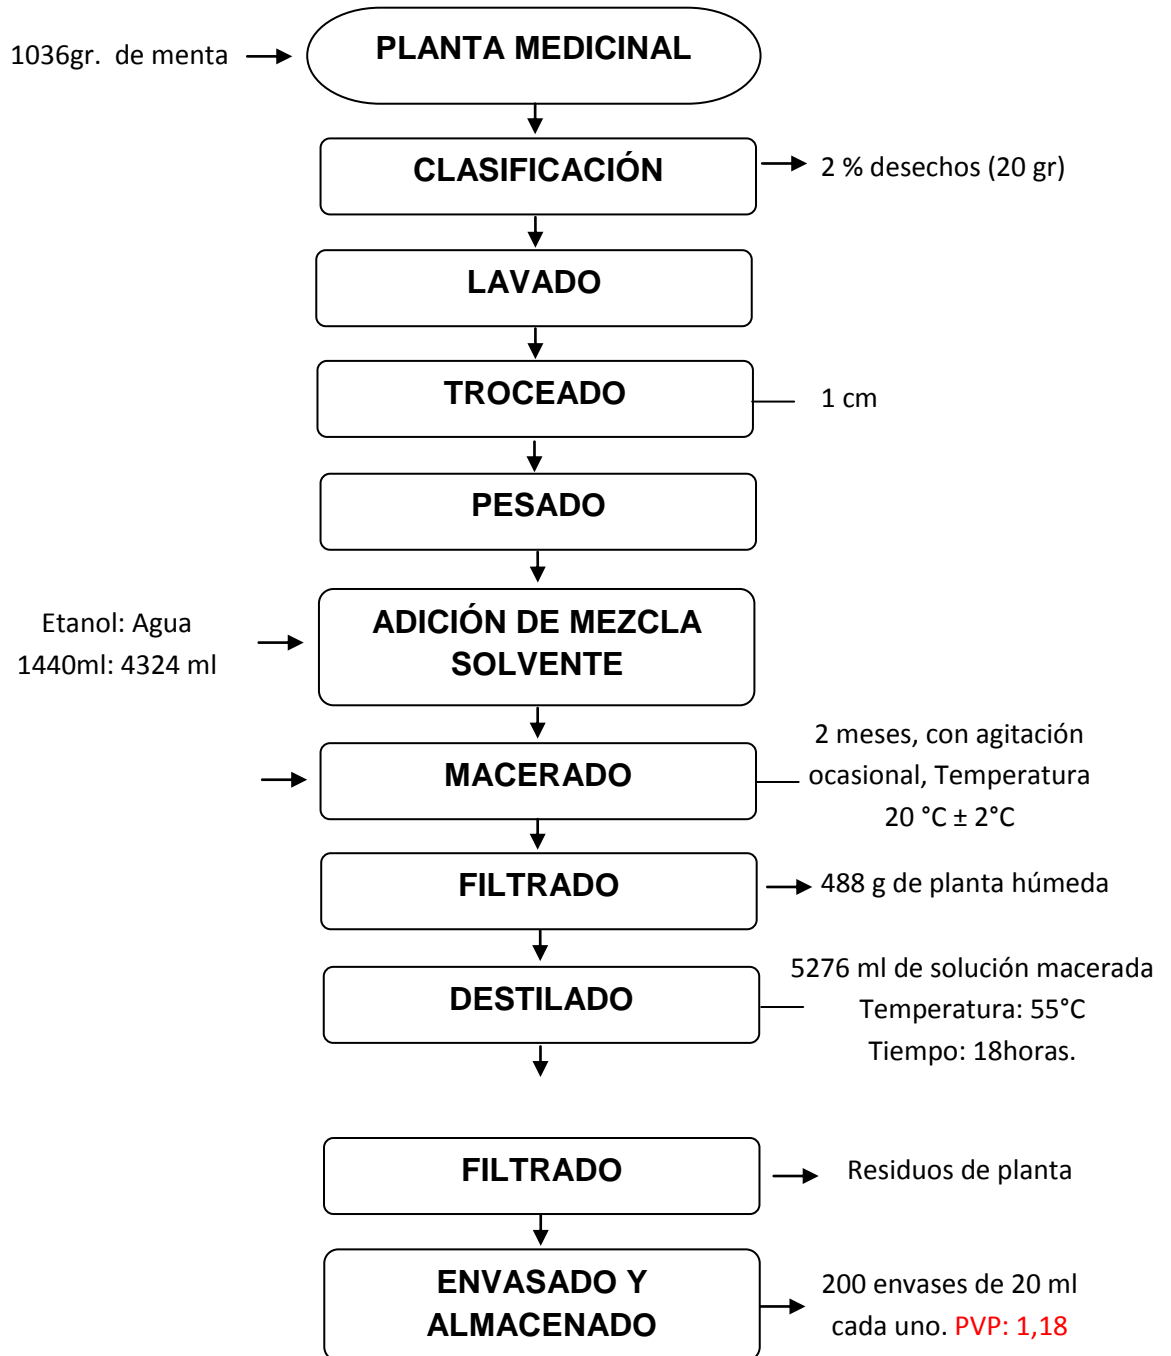 1036gr. de menta
PLANTA MEDICINAL
CLASIFICACIÓN
2 % desechos (20 gr)
LAVADO
TROCEADO
1 cm
PESADO
Etanol: Agua
1440ml: 4324 ml
ADICIÓN DE MEZCLA
SOLVENTE
MACERADO
2 meses, con agitación
ocasional, Temperatura
20 °C ± 2°C
FILTRADO
488 g de planta húmeda
DESTILADO
5276 ml de solución macerada
Temperatura: 55°C
Tiempo: 18horas.
FILTRADO
Residuos de planta
ENVASADO Y
ALMACENADO
200 envases de 20 ml
cada uno. PVP: 1,18